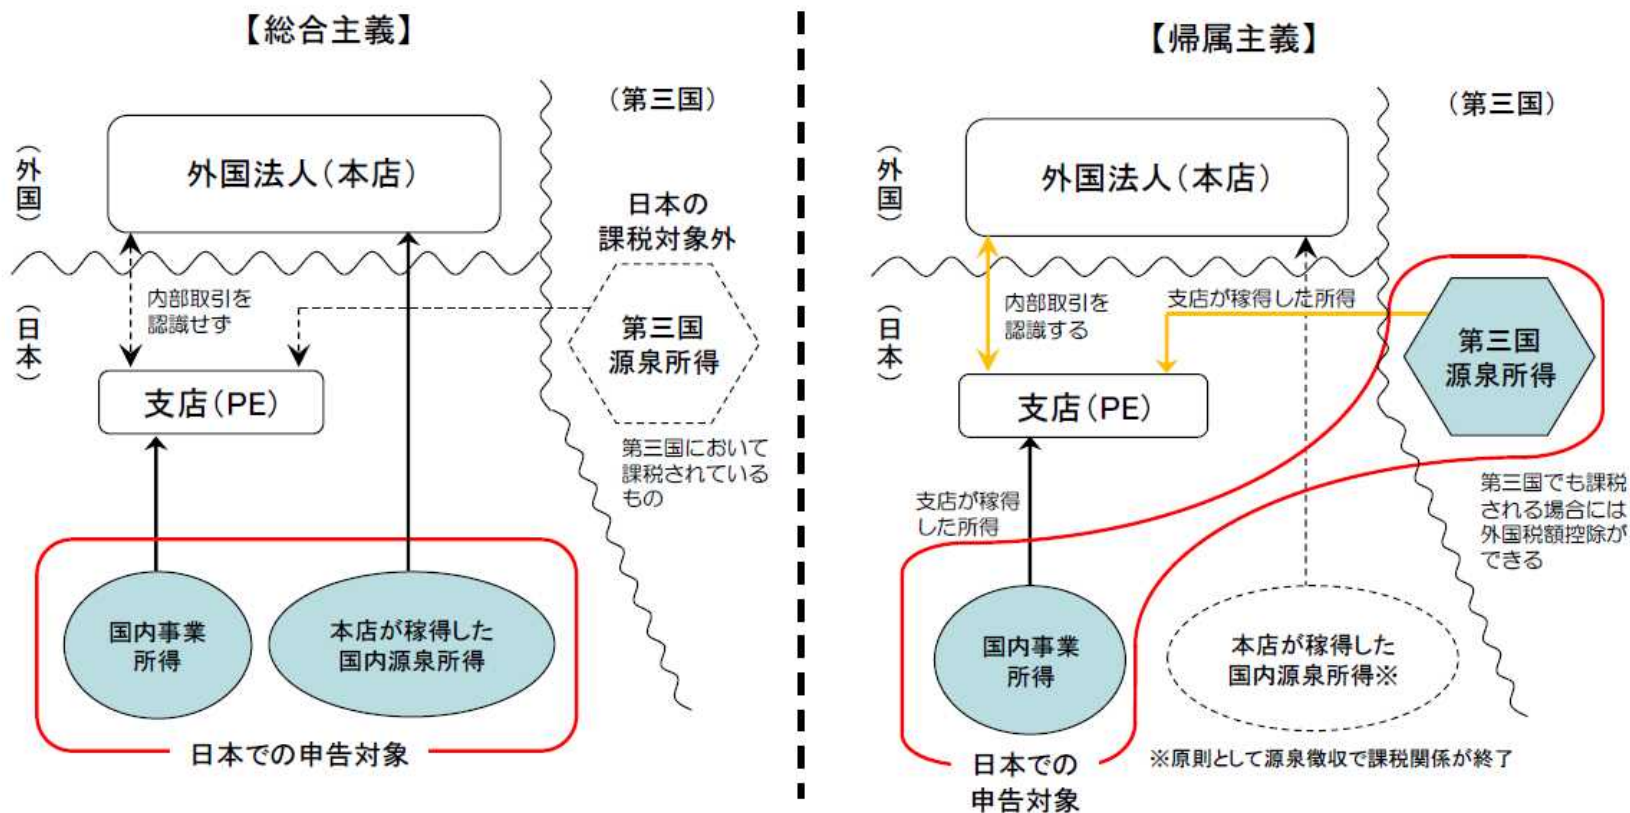 【総合主義】
(第三国)
(外国)
外国法人(本店)
日本の
課税対象外
(日本)
内部取引を
認識せず
第三国
源泉所得
支店(PE)
第三国において
課税されている
もの
国内事業
所得
本店が稼得した
国内源泉所得
日本での申告対象
【帰属主義】
(第三国)
(外国)
外国法人(本店)
(日本)
内部取引を
認識する
支店が稼得した所得
第三国
源泉所得
支店(PE)
第三国でも課税
される場合には
外国税額控除が
できる
支店が稼得
した所得
国内事業
所得
本店が稼得した
国内源泉所得※
※原則として源泉徴収で課税関係が終了
日本での
申告対象